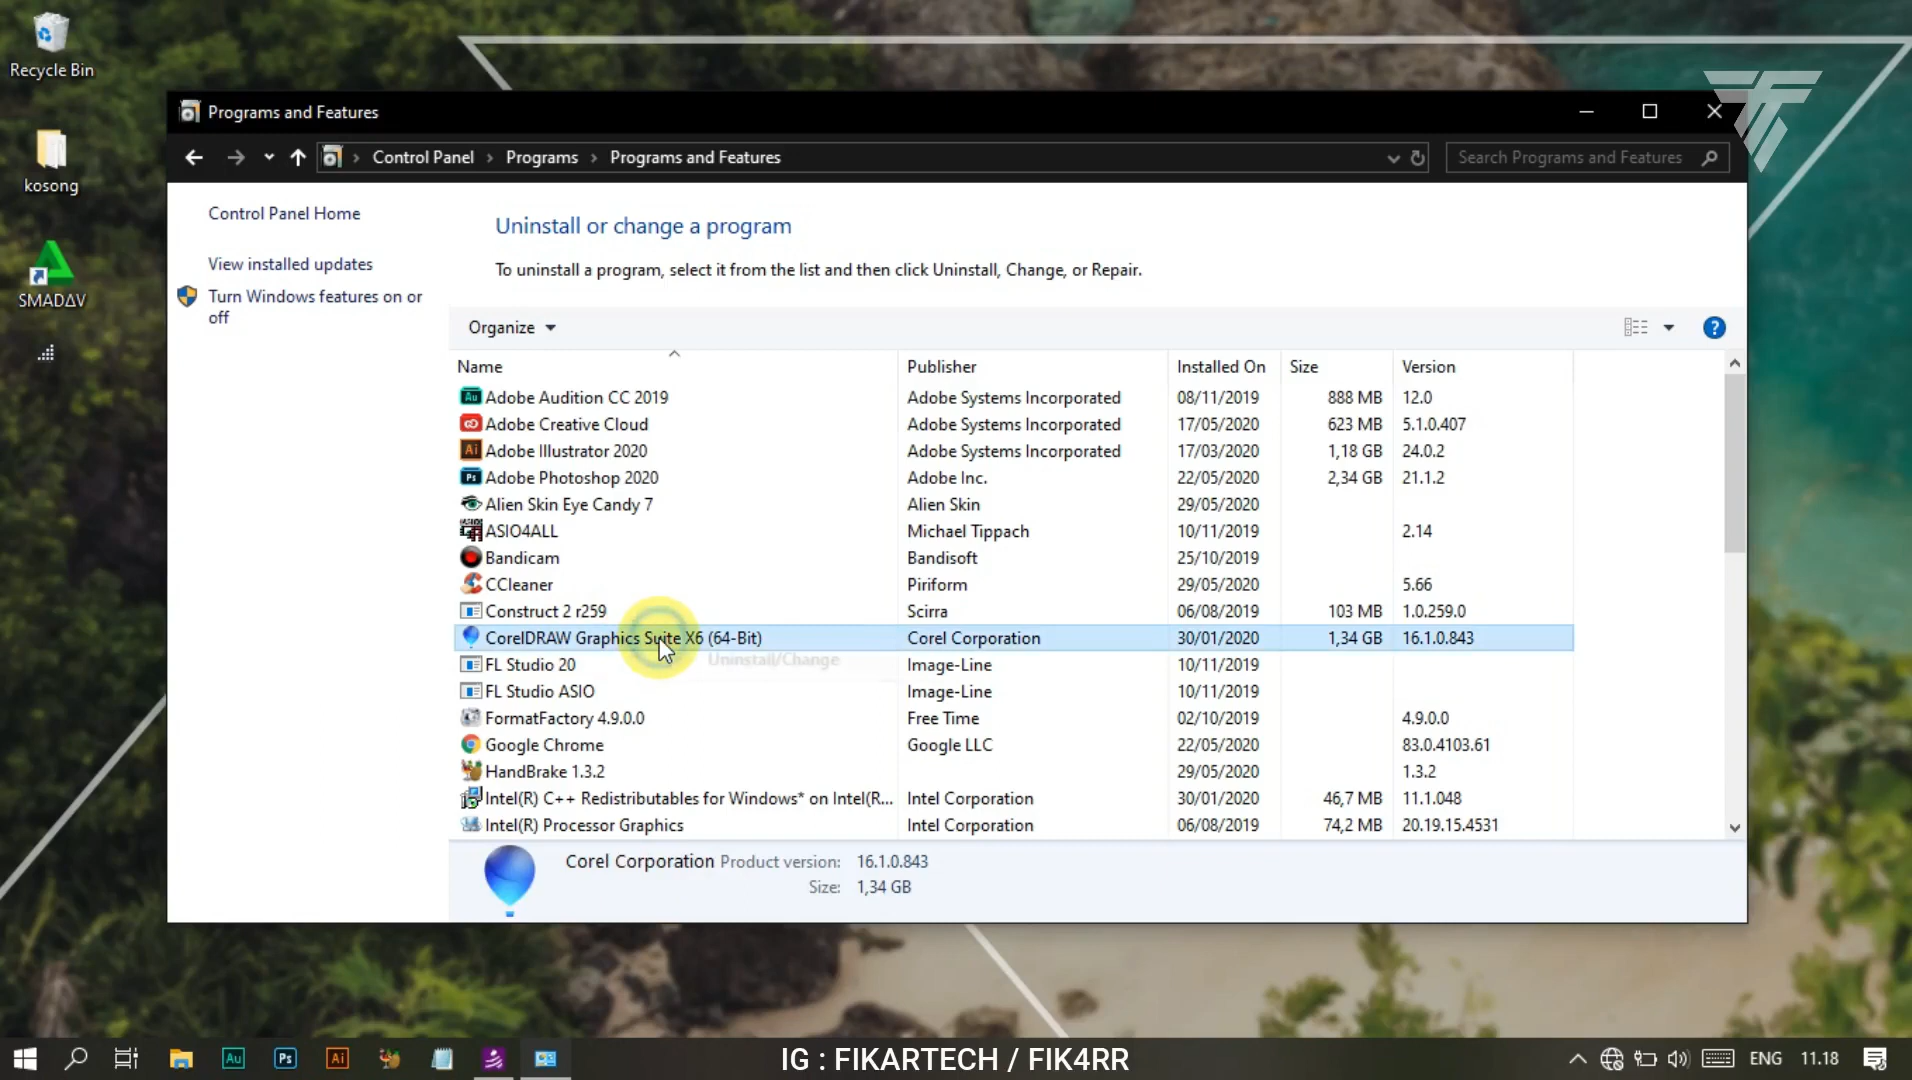 Recycle Bin
kosong
SMADΔV
Programs and Features
Control Panel > Programs > Programs and Features
Search Programs and Features
Control Panel Home
View installed updates
Turn Windows features on or
off
Uninstall or change a program
To uninstall a program, select it from the list and then click Uninstall, Change, or Repair.
Organize
?
Name Publisher Installed On Size Version
Adobe Audition CC 2019 Adobe Systems Incorporated 08/11/2019 888 MB 12.0
Adobe Creative Cloud Adobe Systems Incorporated 17/05/2020 623 MB 5.1.0.407
Adobe Illustrator 2020 Adobe Systems Incorporated 17/03/2020 1,18 GB 24.0.2
Adobe Photoshop 2020 Adobe Inc. 22/05/2020 2,34 GB 21.1.2
Alien Skin Eye Candy 7 Alien Skin 29/05/2020
ASIO4ALL Michael Tippach 10/11/2019 2.14
Bandicam Bandisoft 25/10/2019
CCleaner Piriform 29/05/2020 5.66
Construct 2 r259 Scirra 06/08/2019 103 MB 1.0.259.0
CorelDRAW Graphics Suite X6 (64-Bit) Corel Corporation 30/01/2020 1,34 GB 16.1.0.843
Uninstall/Change
FL Studio 20 Image-Line 10/11/2019
FL Studio ASIO Image-Line 10/11/2019
FormatFactory 4.9.0.0 Free Time 02/10/2019 4.9.0.0
Google Chrome Google LLC 22/05/2020 83.0.4103.61
HandBrake 1.3.2 29/05/2020 1.3.2
Intel(R) C++ Redistributables for Windows* on Intel(R... Intel Corporation 30/01/2020 46,7 MB 11.1.048
Intel(R) Processor Graphics Intel Corporation 06/08/2019 74,2 MB 20.19.15.4531
Corel Corporation Product version: 16.1.0.843
Size: 1,34 GB
Au Ps Ai
IG : FIKARTECH / FIK4RR
ENG 11.18